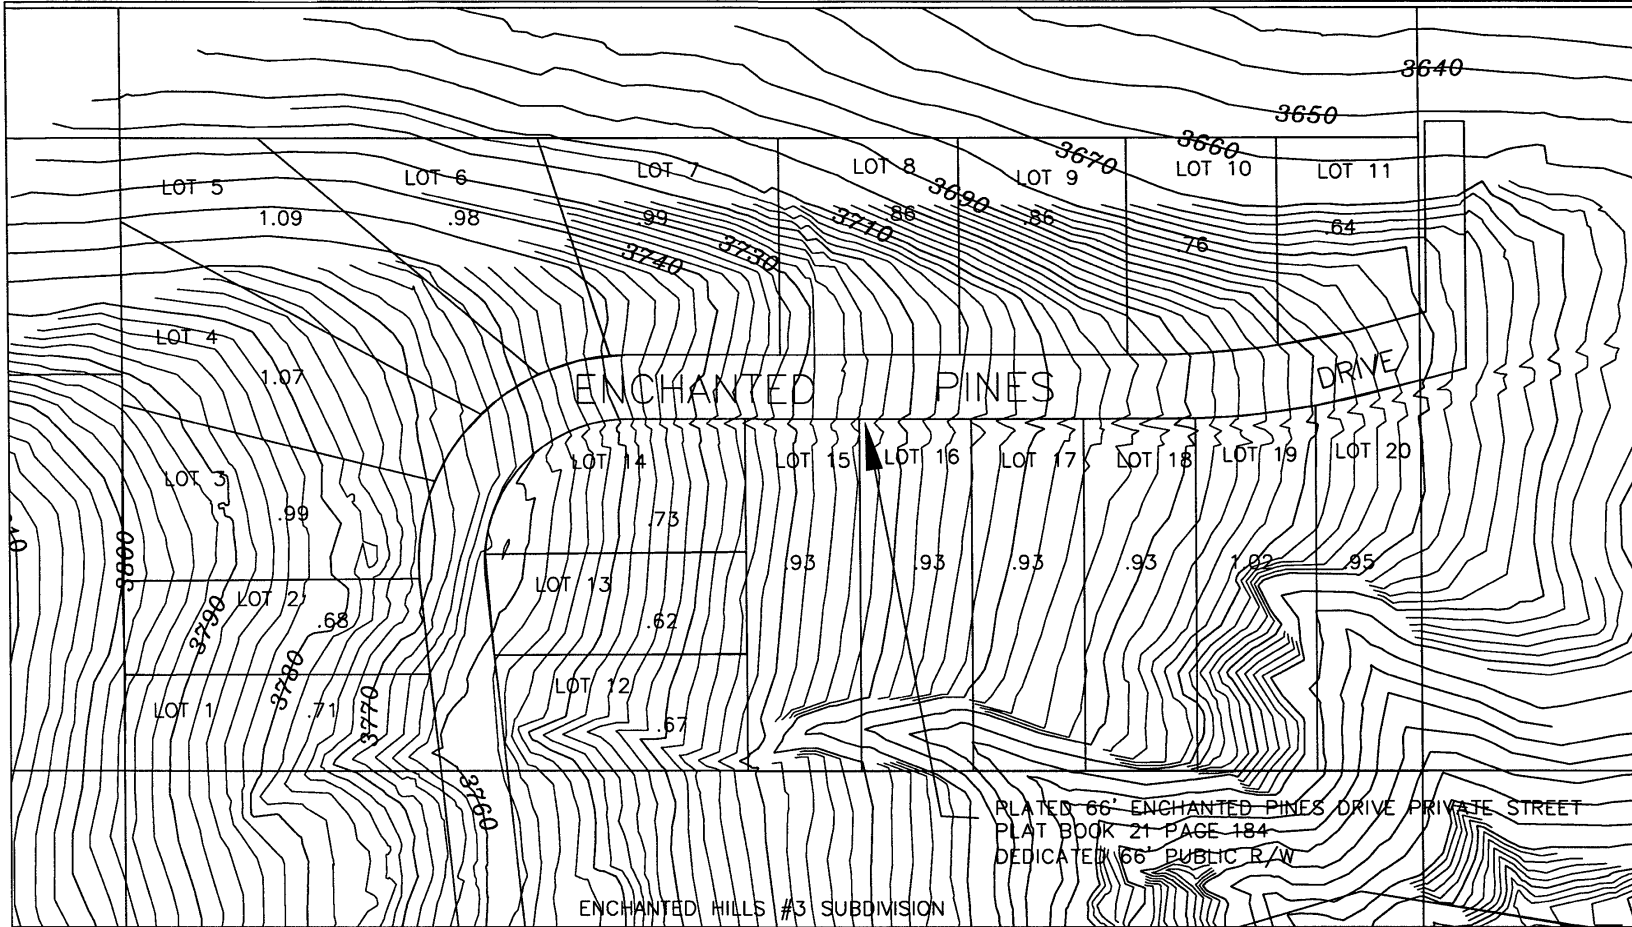 3640
3650
3660
3670
3690
3710
3730
3740
LOT 5
1.09
LOT 6
.98
LOT 7
.99
LOT 8
.86
LOT 9
.86
LOT 10
.76
LOT 11
.64
LOT 4
1.07
ENCHANTED PINES DRIVE
LOT 3
.99
LOT 14
.73
LOT 15
.93
LOT 16
.93
LOT 17
.93
LOT 18
.93
LOT 19
1.02
LOT 20
.95
3800
LOT 2
.68
3790
LOT 13
.62
3780
3770
LOT 1
.71
LOT 12
.67
3760
PLATED 66' ENCHANTED PINES DRIVE PRIVATE STREET
PLAT BOOK 21 PAGE 184
DEDICATED 66' PUBLIC R/W
ENCHANTED HILLS #3 SUBDIVISION